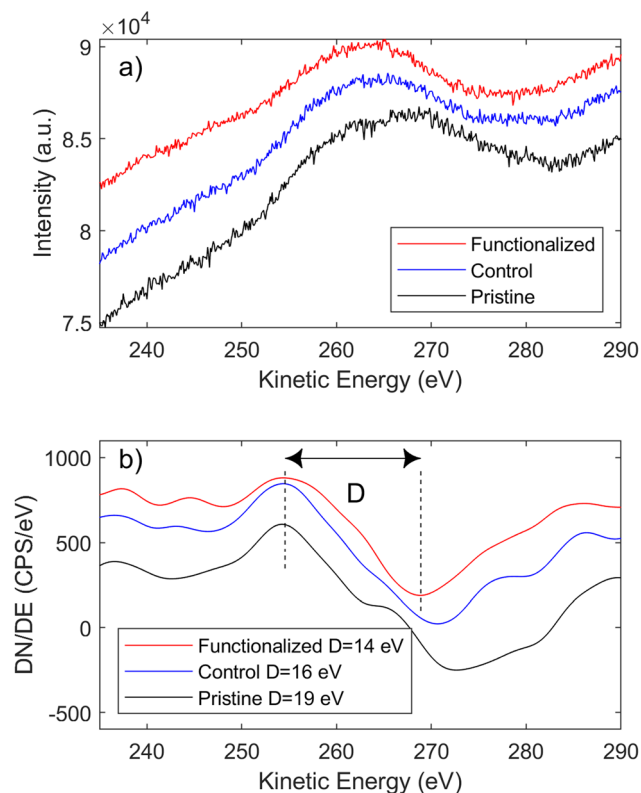 ×10⁴
a)
9
8.5
8
7.5
Intensity (a.u.)
Functionalized
Control
Pristine
240 250 260 270 280 290
Kinetic Energy (eV)
b)
D
1000
500
0
-500
DN/DE (CPS/eV)
Functionalized D=14 eV
Control D=16 eV
Pristine D=19 eV
240 250 260 270 280 290
Kinetic Energy (eV)